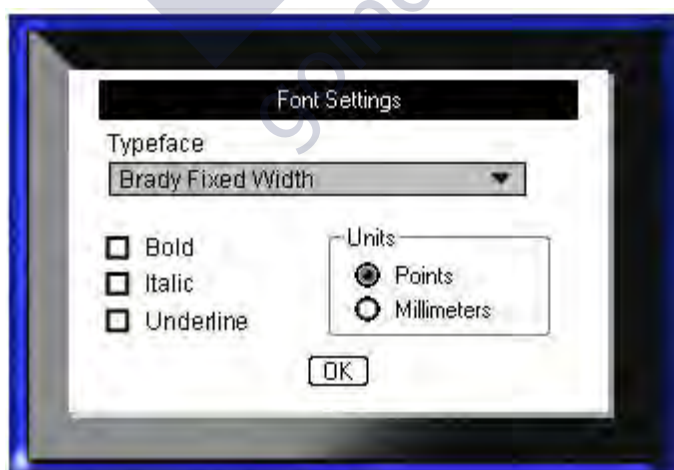 Font Settings
Typeface
Brady Fixed Width
Bold
Italic
Underline
Units
Points
Millimeters
OK